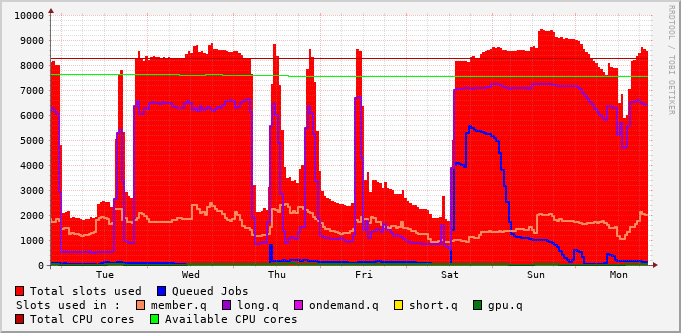 10000
9000
8000
7000
6000
5000
4000
3000
2000
1000
0
Tue Wed Thu Fri Sat Sun Mon
RRDTOOL / TOBI OETIKER
Total slots used Queued Jobs
Slots used in : member.q long.q ondemand.q short.q gpu.q
Total CPU cores Available CPU cores